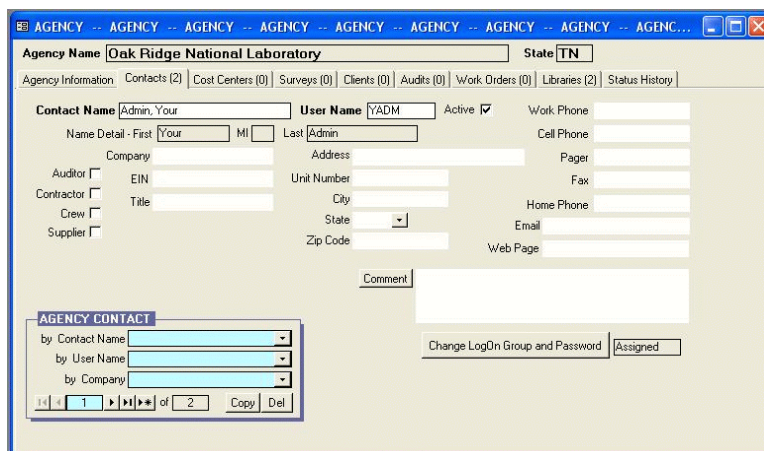 AGENCY -- AGENCY -- AGENCY -- AGENCY -- AGENCY -- AGENCY -- AGENC...
Agency Name Oak Ridge National Laboratory State TN
Agency Information Contacts (2) Cost Centers (0) Surveys (0) Clients (0) Audits (0) Work Orders (0) Libraries (2) Status History
Contact Name Admin, Your User Name YADM Active Work Phone
Name Detail - First Your MI Last Admin Cell Phone
Company Address Pager
Auditor EIN Unit Number Fax
Contractor Title City Home Phone
Crew State Email
Supplier Zip Code Web Page
Comment
AGENCY CONTACT
by Contact Name
by User Name Change LogOn Group and Password Assigned
by Company
1 of 2 Copy Del